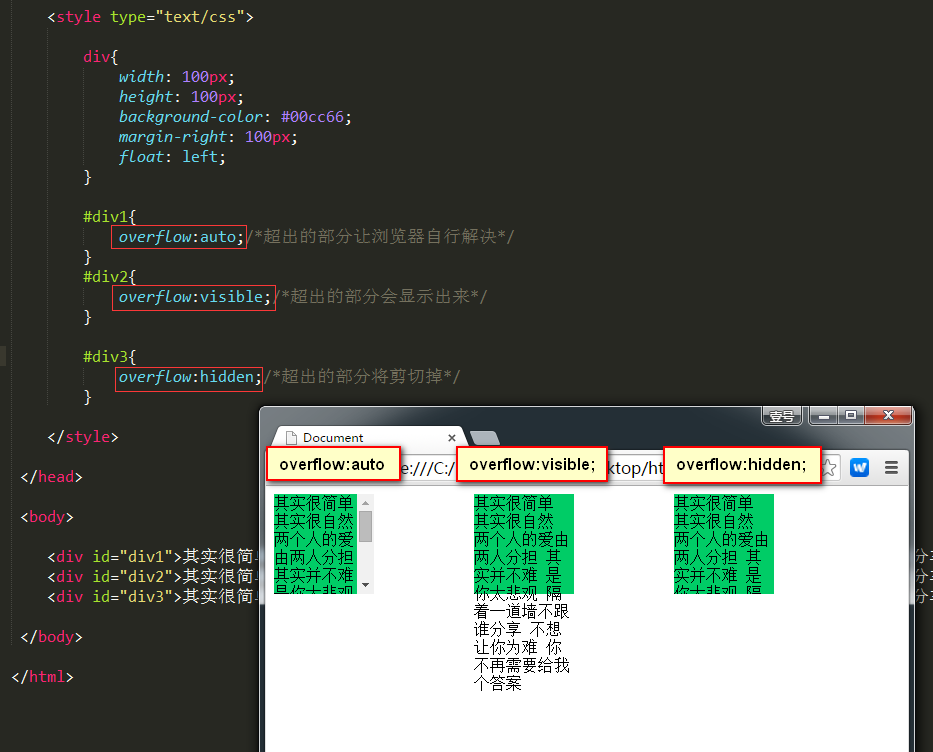 <style type="text/css">
div{
width: 100px;
height: 100px;
background-color: #00cc66;
margin-right: 100px;
float: left;
}
#div1{
overflow:auto;/*超出的部分让浏览器自行解决*/
}
#div2{
overflow:visible;/*超出的部分会显示出来*/
}
#div3{
overflow:hidden;/*超出的部分将剪切掉*/
}
</style>
</head>
<body>
<div id="div1">其实很简单
<div id="div2">其实很简单
<div id="div3">其实很简单
</body>
</html>
壹号
Document
overflow:auto
e:///C:/
overflow:visible;
ktop/ht
overflow:hidden;
W
其实很简单
其实很自然
两个人的爱
由两人分担
其实并不难
是你太悲观
其实很简单
其实很自然
两个人的爱由
两人分担 其
实并不难 是
你太悲观 隔
着一道墙不跟
谁分享 不想
让你为难 你
不再需要给我
个答案
其实很简单
其实很自然
两个人的爱由
两人分担 其
实并不难 是
你太悲观 隔